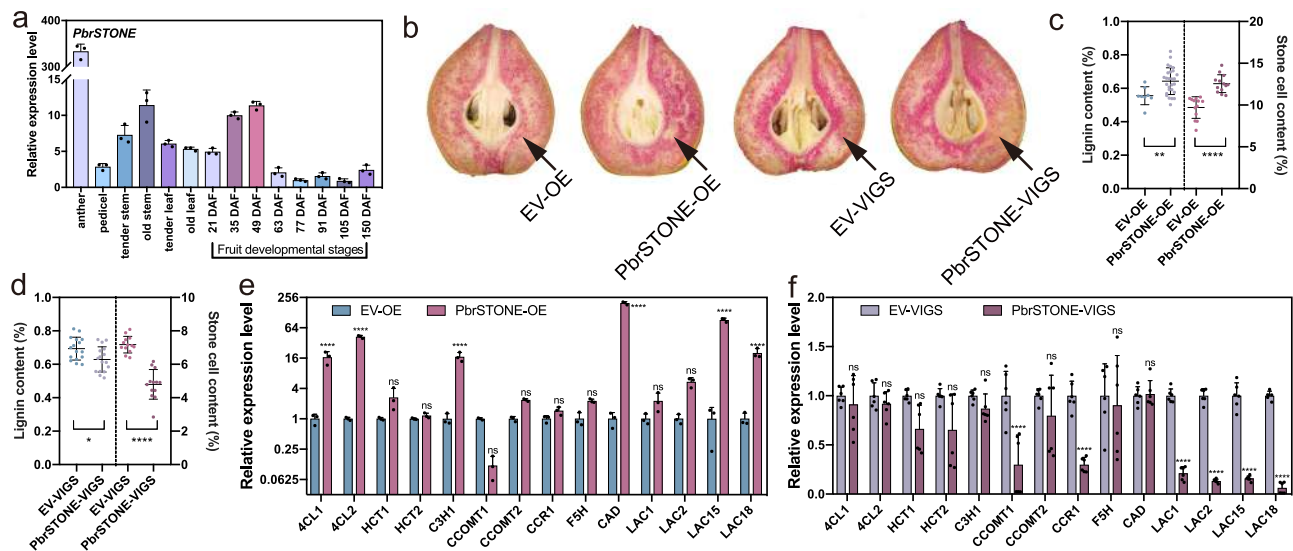 a
PbrSTONE
Relative expression level
400
300
15
10
5
0
anther
pedicel
tender stem
old stem
tender leaf
old leaf
21 DAF
35 DAF
49 DAF
63 DAF
77 DAF
91 DAF
105 DAF
150 DAF
Fruit developmental stages
b
EV-OE
PbrSTONE-OE
EV-VIGS
PbrSTONE-VIGS
c
Lignin content (%)
1.0
0.8
0.6
0.4
0.2
0.0
Stone cell content (%)
20
15
10
5
0
**
****
EV-OE
PbrSTONE-OE
EV-OE
PbrSTONE-OE
d
Lignin content (%)
1.0
0.8
0.6
0.4
0.2
0.0
Stone cell content (%)
10
8
6
4
2
0
*
****
EV-VIGS
PbrSTONE-VIGS
EV-VIGS
PbrSTONE-VIGS
e
Relative expression level
256
64
16
4
1
0.25
0.0625
EV-OE
PbrSTONE-OE
****
****
ns
ns
****
ns
ns
ns
ns
****
ns
ns
****
****
4CL1
4CL2
HCT1
HCT2
C3H1
CCOMT1
CCOMT2
CCR1
F5H
CAD
LAC1
LAC2
LAC15
LAC18
f
Relative expression level
2.0
1.5
1.0
0.5
0.0
EV-VIGS
PbrSTONE-VIGS
ns
ns
ns
ns
ns
****
ns
****
ns
ns
****
****
****
****
4CL1
4CL2
HCT1
HCT2
C3H1
CCOMT1
CCOMT2
CCR1
F5H
CAD
LAC1
LAC2
LAC15
LAC18